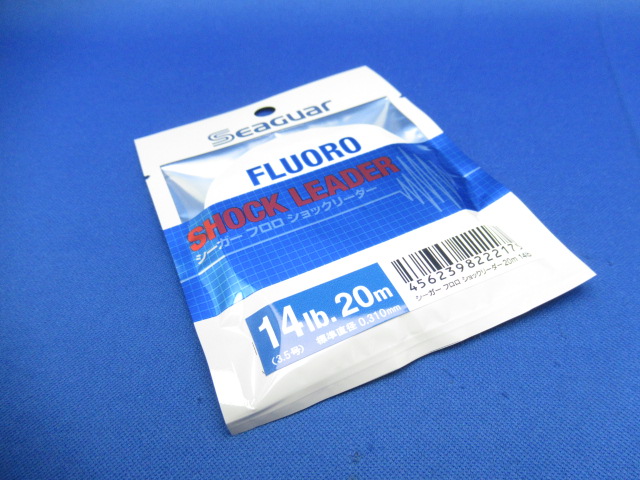 Seaguar
FLUORO
SHOCK LEADER
シーガー フロロ ショックリーダー
14lb. 20m
(3.5号) 標準直径 0.310mm
シーガー フロロ ショックリーダー 20m 14lb